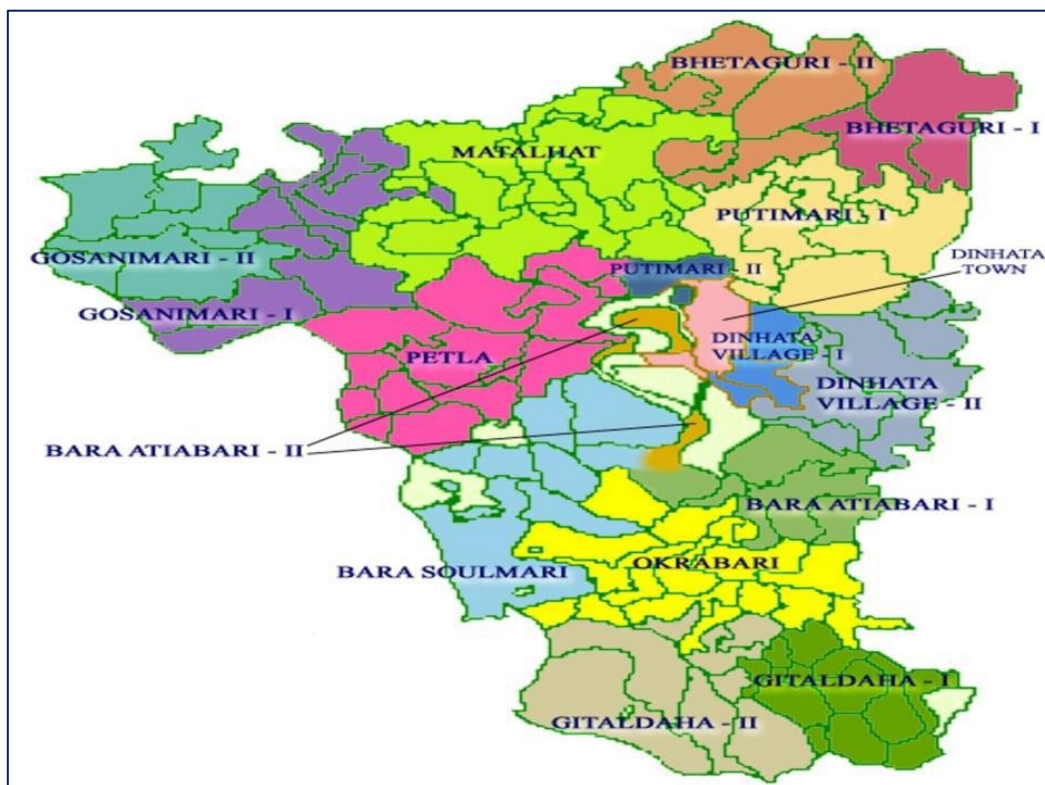 BHETAGURI - II
BHETAGURI - I
MATALHAT
PUTIMARI - I
DINHATA
TOWN
GOSANIMARI - II
PUTIMARI - II
GOSANIMARI - I
DINHATA
VILLAGE - I
PETLA
DINHATA
VILLAGE - II
BARA ATIABARI - II
BARA ATIABARI - I
OKRABARI
BARA SOULMARI
GITALDAHA - I
GITALDAHA - II